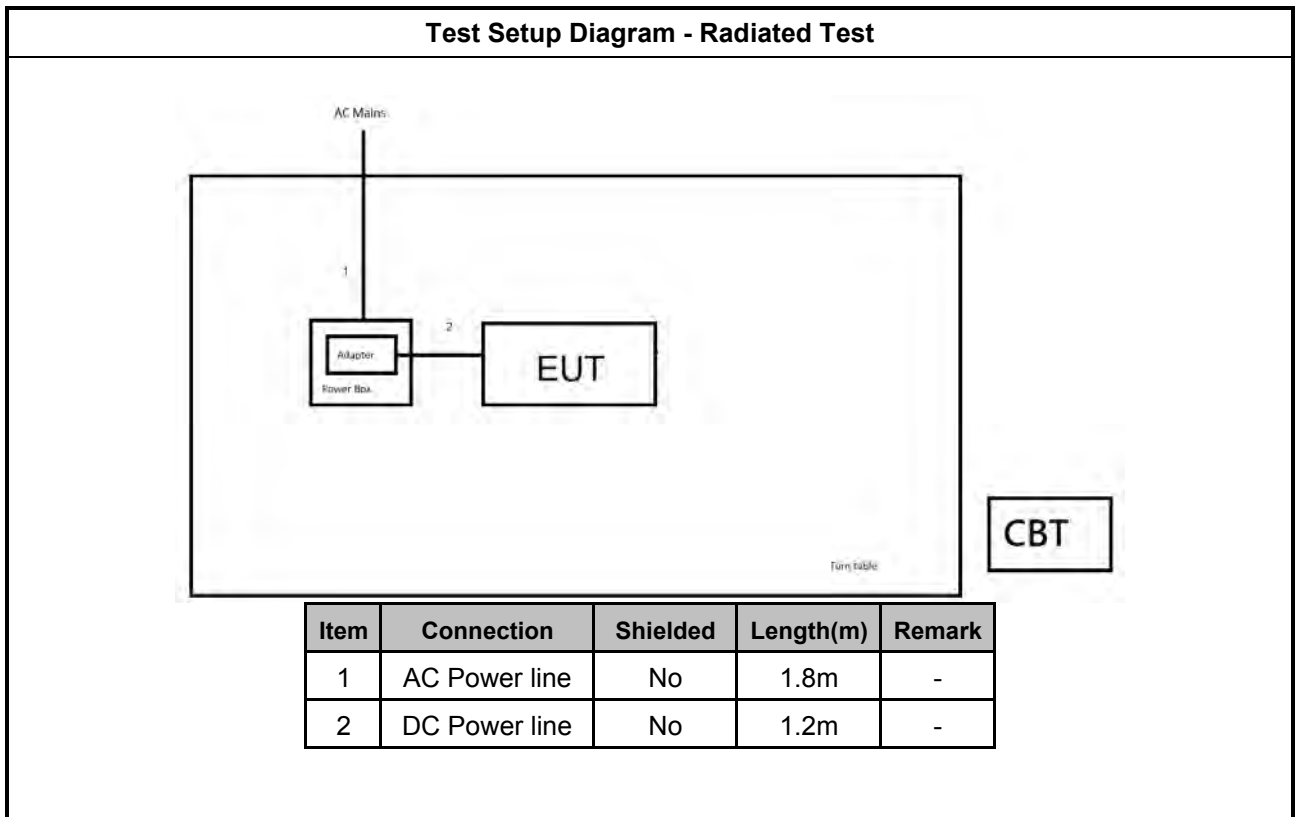 Test Setup Diagram - Radiated Test
AC Mains
1
2
Adapter
Power Box
EUT
CBT
Turn table
Item Connection Shielded Length(m) Remark
1 AC Power line No 1.8m -
2 DC Power line No 1.2m -